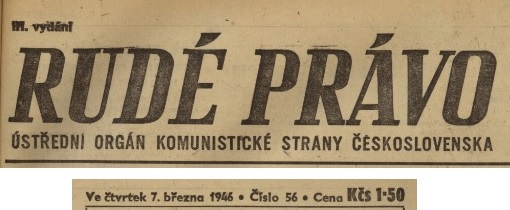 III. vydání
RUDÉ PRÁVO
ÚSTŘEDNÍ ORGÁN KOMUNISTICKÉ STRANY ČESKOSLOVENSKA
Ve čtvrtek 7. března 1946 • Číslo 56 • Cena Kčs 1·50